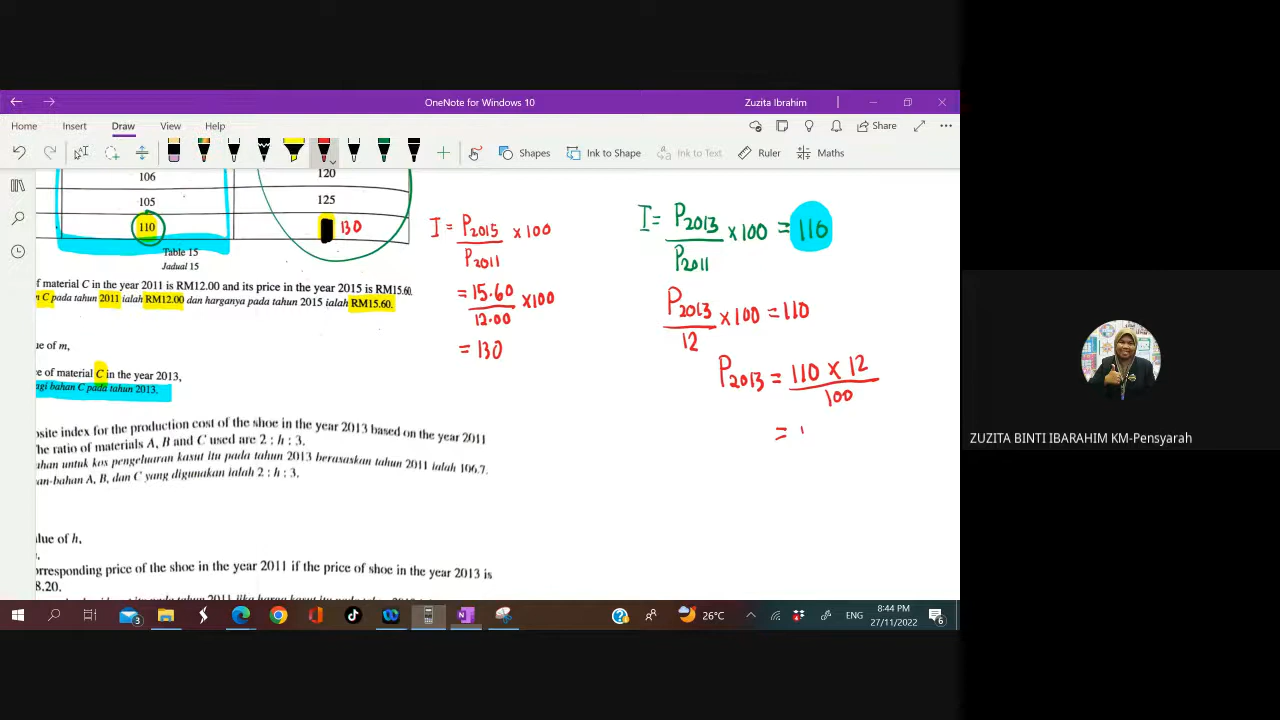 OneNote for Windows 10
Zuzita Ibrahim
Home Insert Draw View Help
Share
Shapes Ink to Shape Ink to Text Ruler Maths
106 120
105 125
110 130
Table 15
Jadual 15
f material C in the year 2011 is RM12.00 and its price in the year 2015 is RM15.60.
n C pada tahun 2011 ialah RM12.00 dan harganya pada tahun 2015 ialah RM15.60.
ue of m,
e of material C in the year 2013,
agi bahan C pada tahun 2013.
osite index for the production cost of the shoe in the year 2013 based on the year 2011
he ratio of materials A, B and C used are 2 : h : 3.
ahan untuk kos pengeluaran kasut itu pada tahun 2013 berasaskan tahun 2011 ialah 106.7.
an-bahan A, B, dan C yang digunakan ialah 2 : h : 3.
alue of h,
orresponding price of the shoe in the year 2011 if the price of shoe in the year 2013 is
8.20.
I = P2015 x 100
P2011
= 15.60 x 100
12.00
= 130
I = P2013 x 100 = 110
P2011
P2013 x 100 = 110
12
P2013 = 110 x 12
100
=
ZUZITA BINTI IBARAHIM KM-Pensyarah
3
26°C
ENG
8:44 PM
27/11/2022
6